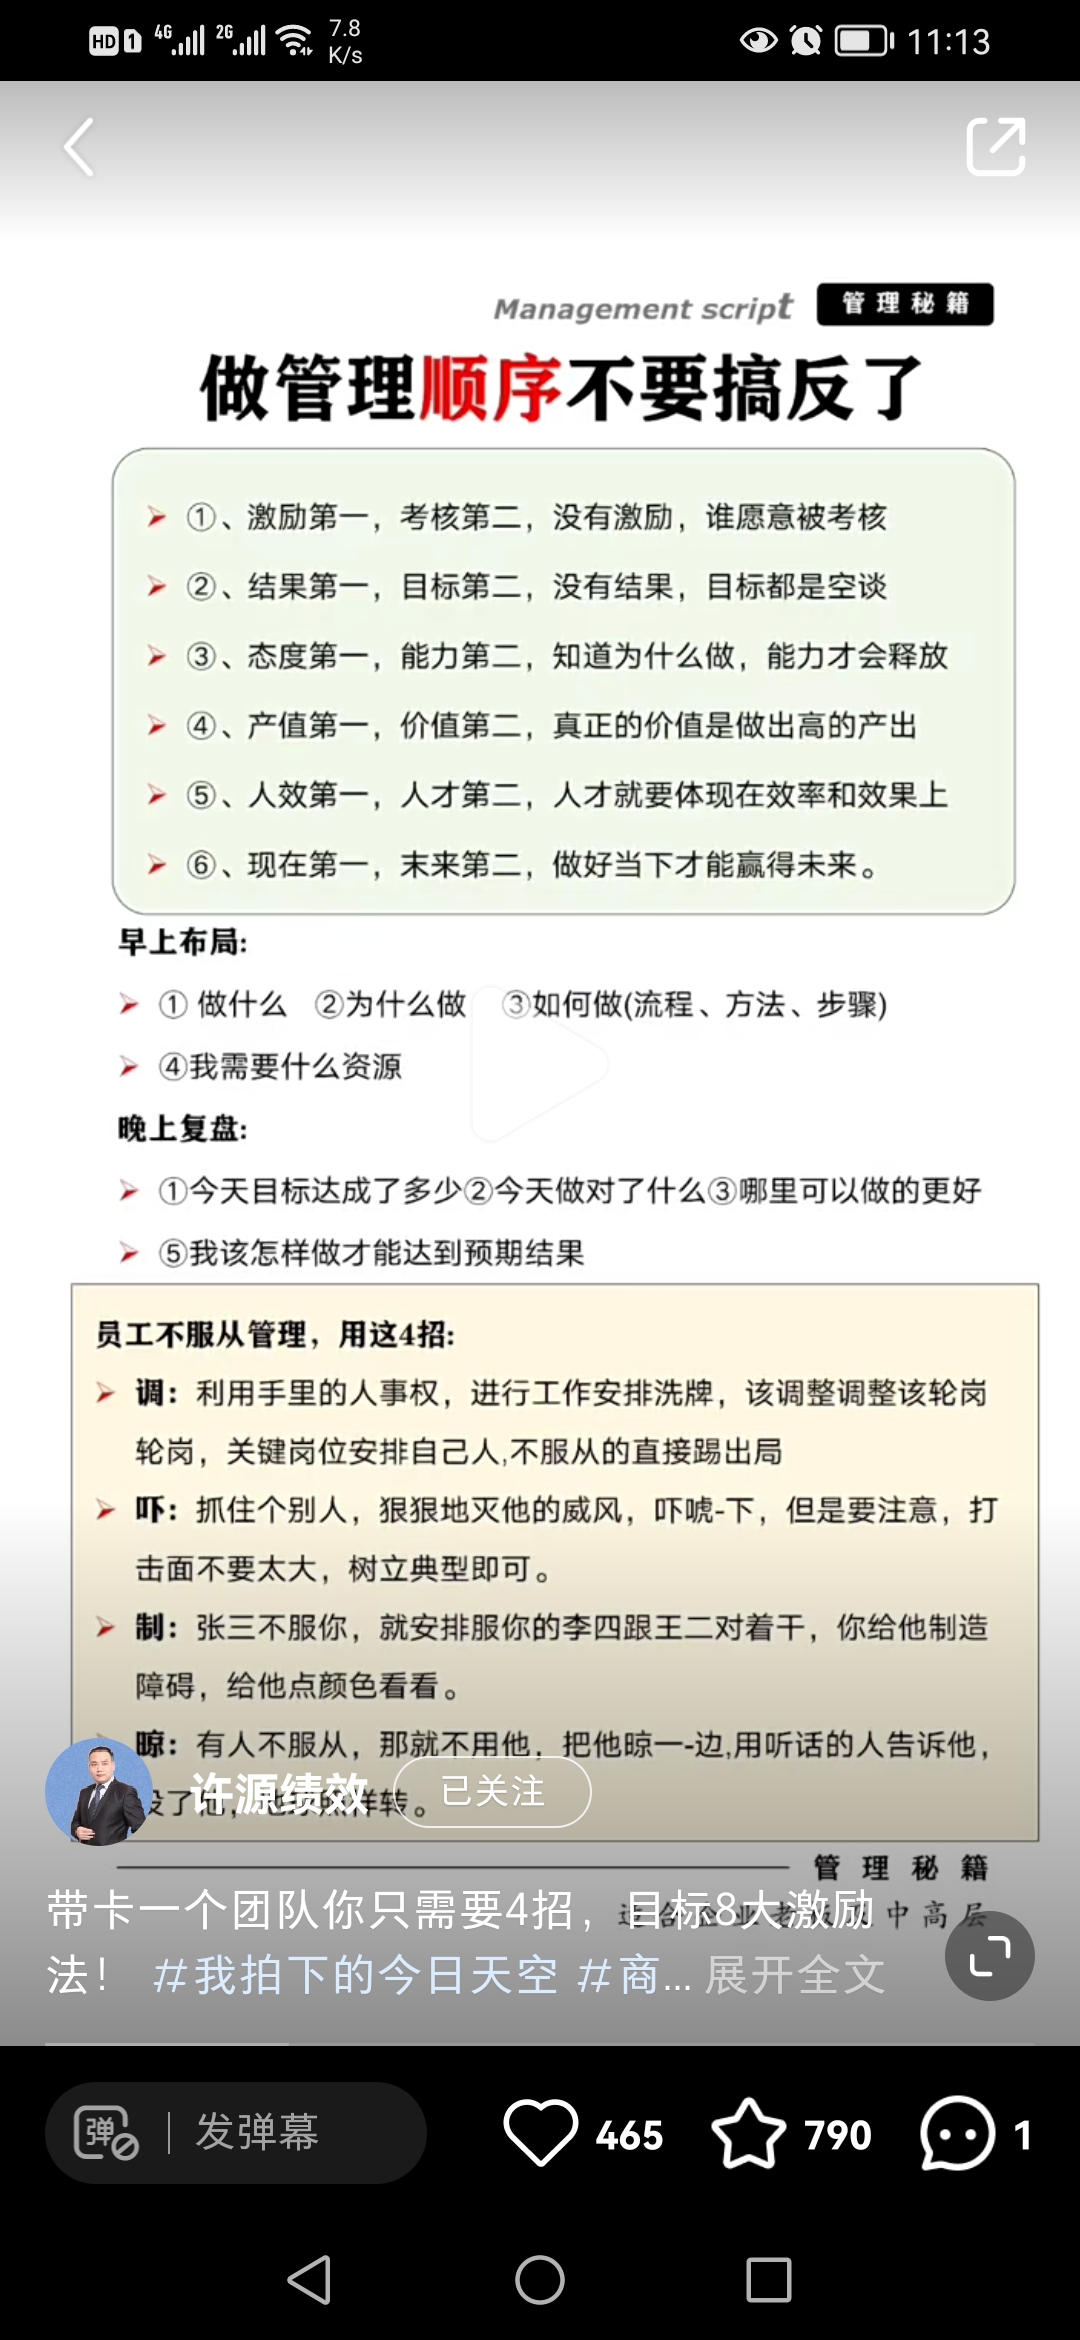 HD 1 4G 2G 7.8 K/s 11:13
Management script 管理秘籍
做管理顺序不要搞反了
①、激励第一，考核第二，没有激励，谁愿意被考核
②、结果第一，目标第二，没有结果，目标都是空谈
③、态度第一，能力第二，知道为什么做，能力才会释放
④、产值第一，价值第二，真正的价值是做出高的产出
⑤、人效第一，人才第二，人才就要体现在效率和效果上
⑥、现在第一，末来第二，做好当下才能赢得未来。
早上布局:
① 做什么 ②为什么做 ③如何做(流程、方法、步骤)
④我需要什么资源
晚上复盘:
①今天目标达成了多少②今天做对了什么③哪里可以做的更好
⑤我该怎样做才能达到预期结果
员工不服从管理，用这4招:
调：利用手里的人事权，进行工作安排洗牌，该调整调整该轮岗
轮岗，关键岗位安排自己人,不服从的直接踢出局
吓：抓住个别人，狠狠地灭他的威风，吓唬-下，但是要注意，打
击面不要太大，树立典型即可。
制：张三不服你，就安排服你的李四跟王二对着干，你给他制造
障碍，给他点颜色看看。
晾：有人不服从，那就不用他，把他晾一-边,用听话的人告诉他，
没了他，样转。
许源绩效 已关注
管理秘籍
中高层
带卡一个团队你只需要4招，目标8大激励
法！ #我拍下的今日天空 #商... 展开全文
弹 发弹幕 465 790 1